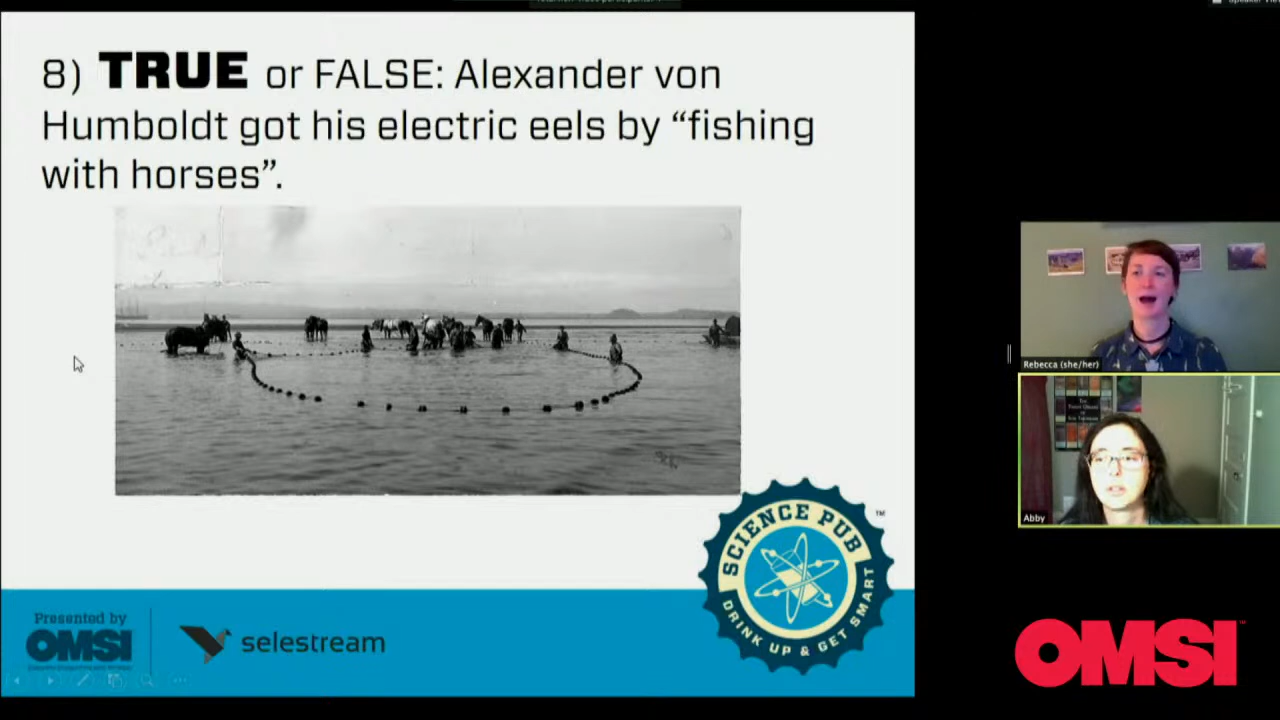 8) TRUE or FALSE: Alexander von
Humboldt got his electric eels by “fishing
with horses”.
Rebecca (she/her)
Abby
SCIENCE PUB
™
DRINK UP & GET SMART
Presented by
OMSI
selestream
OMSI